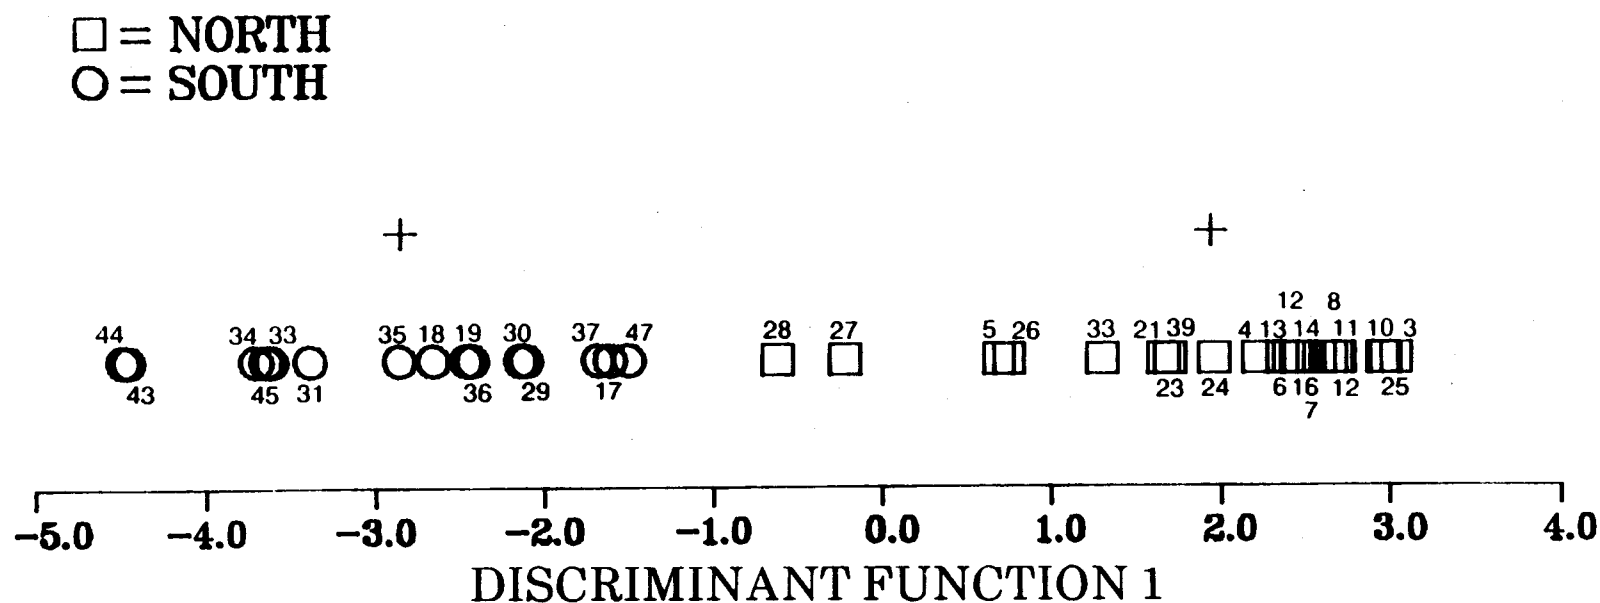 □ = NORTH
○ = SOUTH
12 8
44 34 33 35 18 19 30 37 47 28 27 5 26 33 21 39 4 13 14 11 10 3
43 45 31 36 29 17 23 24 6 16 12 25
7
-5.0 -4.0 -3.0 -2.0 -1.0 0.0 1.0 2.0 3.0 4.0
DISCRIMINANT FUNCTION 1